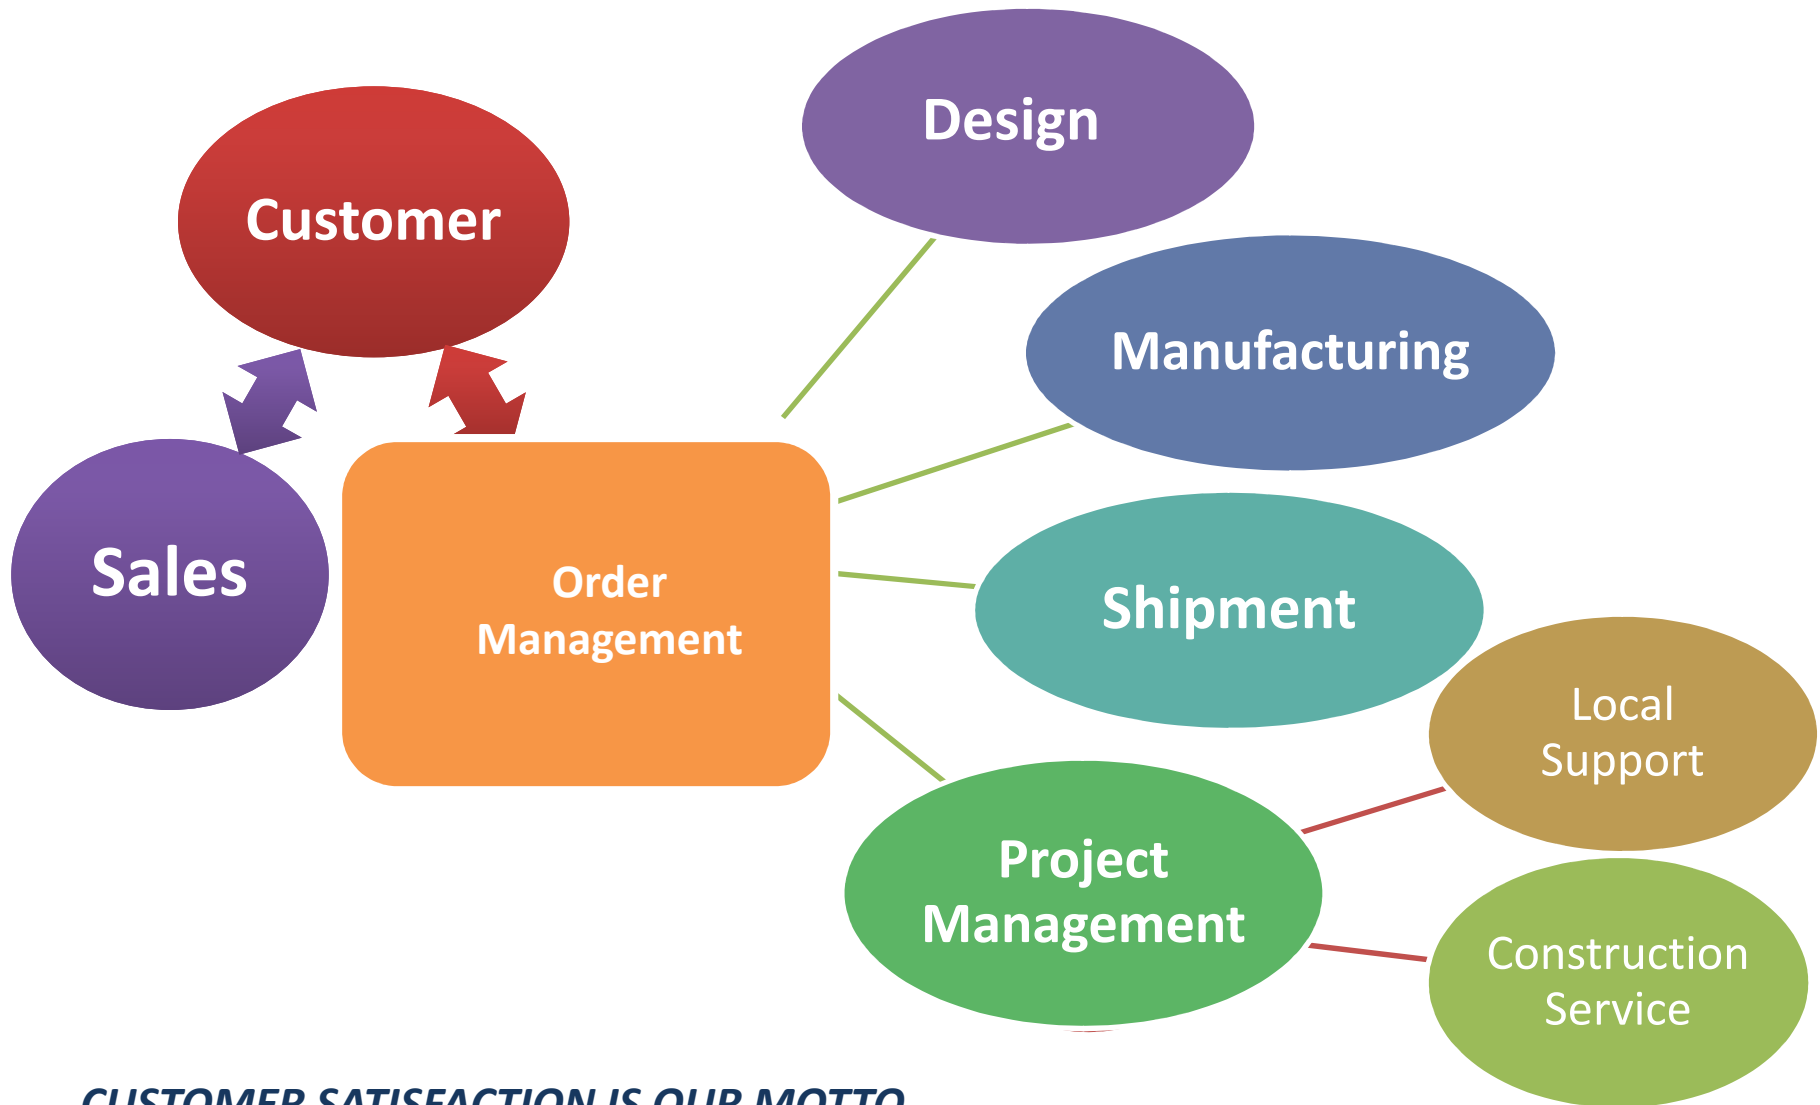 Design
Customer
Manufacturing
Sales
Order
Management
Shipment
Local
Support
Project
Management
Construction
Service
CUSTOMER SATISFACTION IS OUR MOTTO